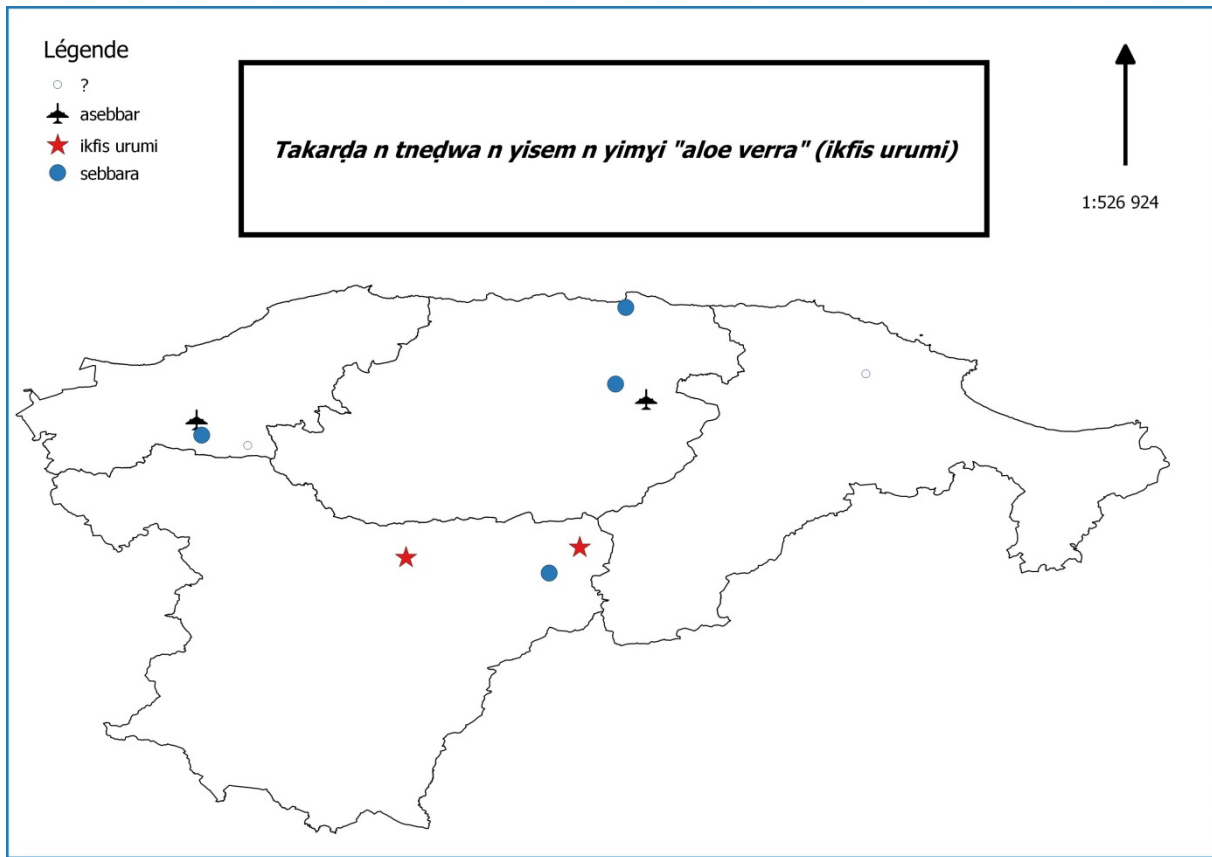 Légende
?
asebbar
ikfis urumi
sebbara
Takarḍa n tneḍwa n yisem n yimɣi "aloe verra" (ikfis urumi)
1:526 924